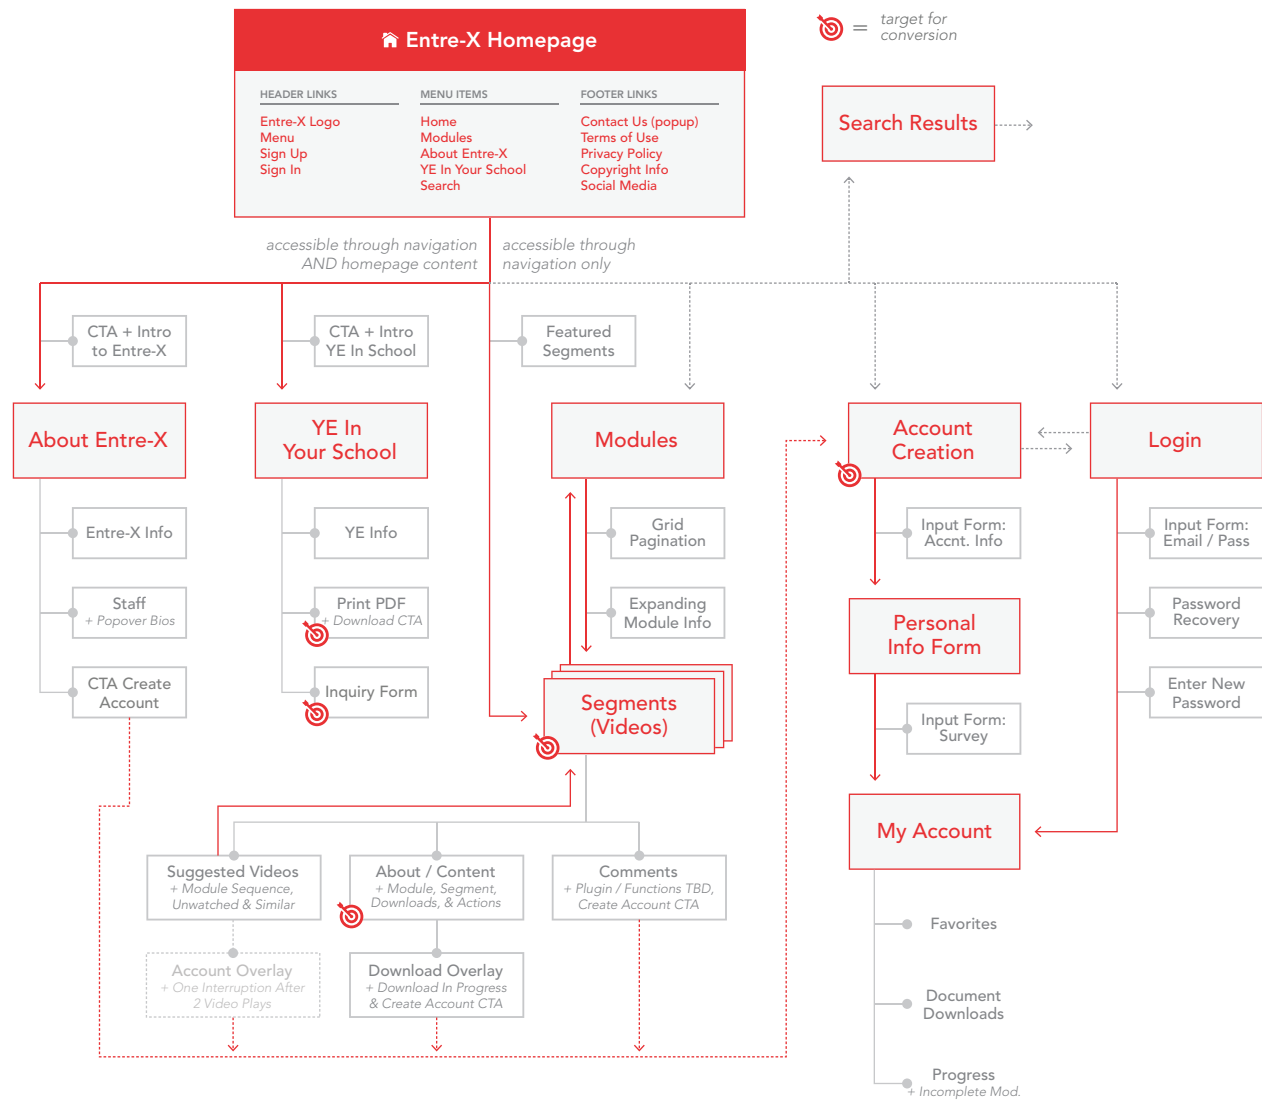 Entre-X Homepage
HEADER LINKS
Entre-X Logo
Menu
Sign Up
Sign In
MENU ITEMS
Home
Modules
About Entre-X
YE In Your School
Search
FOOTER LINKS
Contact Us (popup)
Terms of Use
Privacy Policy
Copyright Info
Social Media
=
target for
conversion
Search Results
accessible through navigation
AND homepage content
accessible through
navigation only
CTA + Intro
to Entre-X
CTA + Intro
YE In School
Featured
Segments
About Entre-X
YE In
Your School
Modules
Account
Creation
Login
Entre-X Info
Staff
+ Popover Bios
CTA Create
Account
YE Info
Print PDF
+ Download CTA
Inquiry Form
Grid
Pagination
Expanding
Module Info
Segments
(Videos)
Input Form:
Accnt. Info
Personal
Info Form
Input Form:
Survey
My Account
Input Form:
Email / Pass
Password
Recovery
Enter New
Password
Suggested Videos
+ Module Sequence,
Unwatched & Similar
About / Content
+ Module, Segment,
Downloads, & Actions
Comments
+ Plugin / Functions TBD,
Create Account CTA
Account Overlay
+ One Interruption After
2 Video Plays
Download Overlay
+ Download In Progress
& Create Account CTA
Favorites
Document
Downloads
Progress
+ Incomplete Mod.